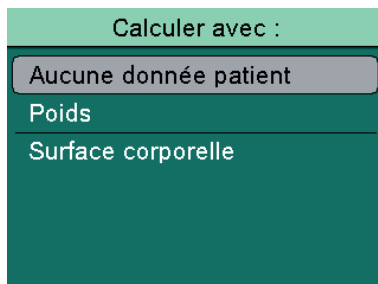 Calculer avec :
Aucune donnée patient
Poids
Surface corporelle